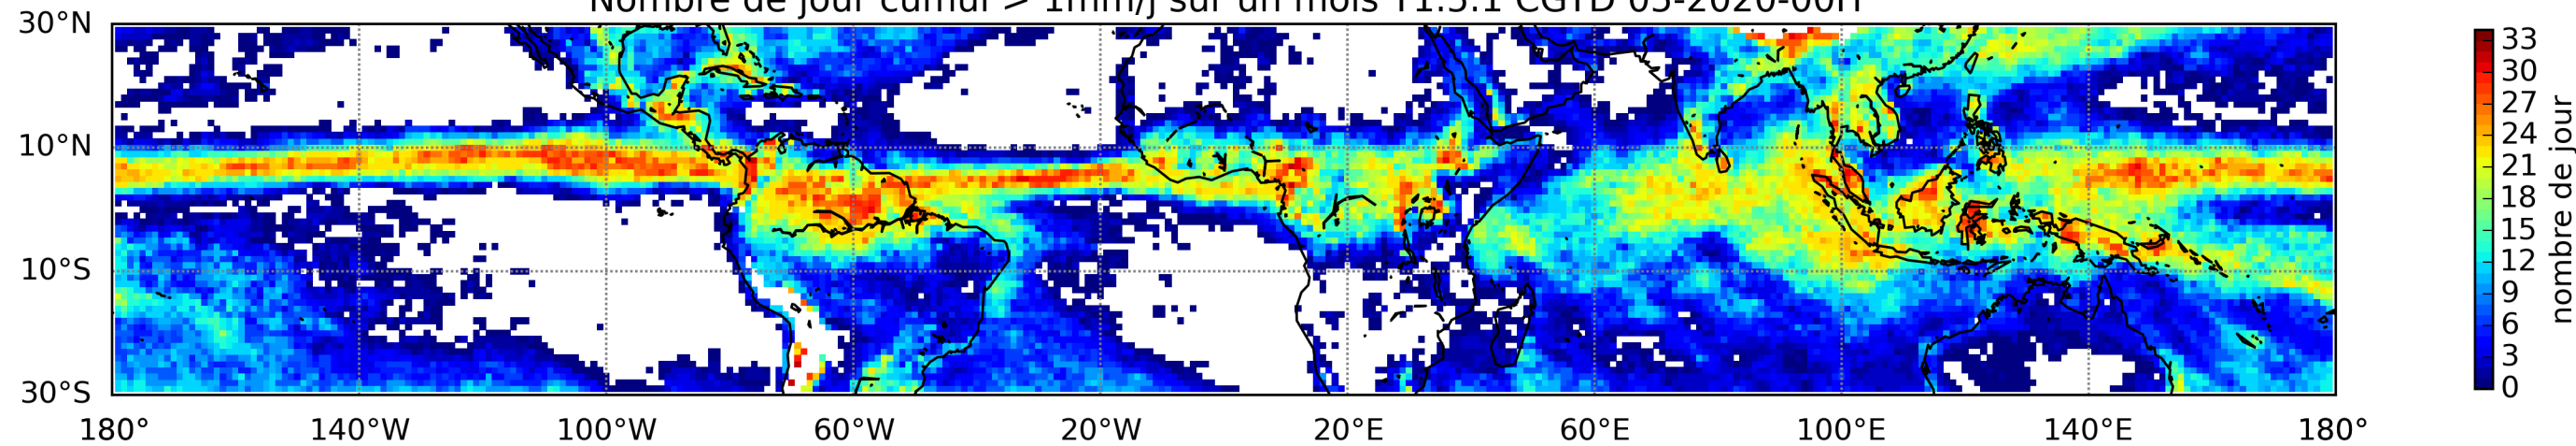 Nombre de jour cumul > 1mm/j sur un mois T1.5.1 CGTD 05-2020-00H
30°N
10°N
10°S
30°S
180° 140°W 100°W 60°W 20°W 20°E 60°E 100°E 140°E 180°
33
30
27
24
21
18
15
12
9
6
3
0
nombre de jour